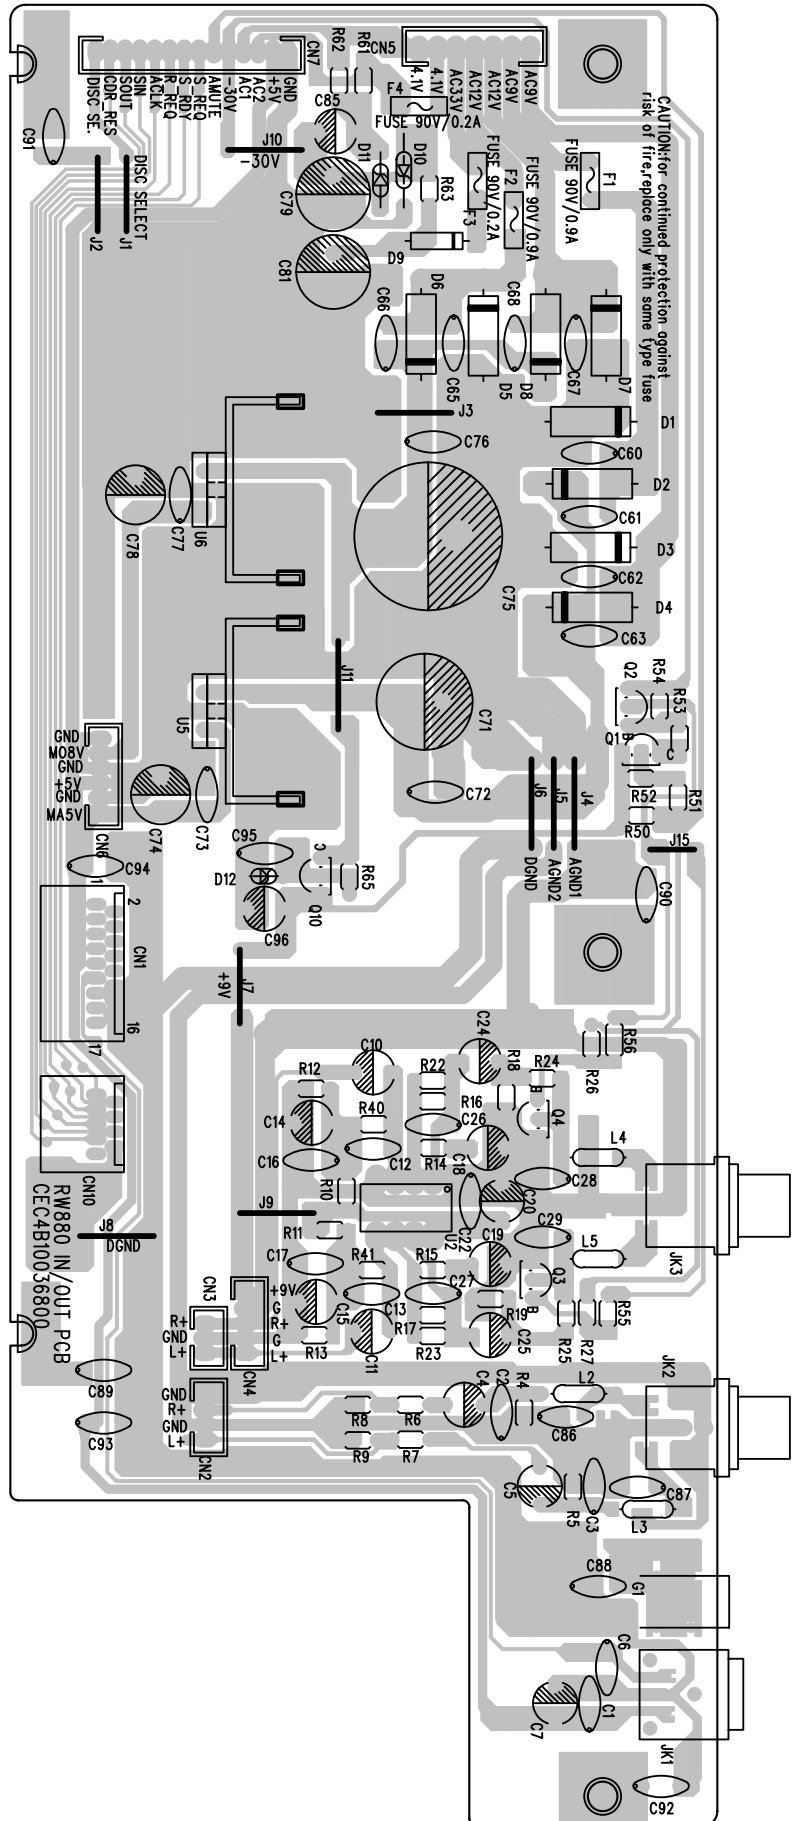 R62
R61
CN7
CN5
GND
+5V
AC2
AC1
-30V
AMUTE
S-REQ
S-RDY
R_REQ
ACLK
SIN
SOUT
CDR_RES
DISC SE.
4.1V
4.1V
AC33V
AC12V
AC12V
AC9V
AC9V
F4
FUSE 90V/0.2A
C85
C91
J10
-30V
D11
D10
R63
C79
F3
FUSE 90V/0.2A
F2
FUSE 90V/0.9A
F1
FUSE 90V/0.9A
CAUTION:for continued protection against
risk of fire,replace only with same type fuse
DISC SELECT
J1
J2
C81
D9
D6
C66
C65
D5
C68
D8
C67
D7
J3
C76
D1
C60
D2
C61
D3
C62
D4
C63
C75
C78
C77
U6
J11
U5
C71
C72
Q2
R54
R53
Q1
B
C
R52
R51
R50
J15
GND
M08V
GND
+5V
GND
MA5V
CN6
C74
C73
J6
J5
J4
DGND
AGND2
AGND1
C94
C95
D12
C96
C
Q10
R65
C90
1
2
CN1
16
17
J7
+9V
C24
C10
R12
R22
R18
R24
R26
R56
B
C14
R40
R16
C26
Q4
C16
C12
R14
C18
L4
C28
CN10
R10
C20
J9
R11
U2
C22
C19
C29
JK3
J8
DGND
RW880 IN/OUT PCB
CEC4B10036800
C17
R41
R15
L5
Q3
CN3
+9V
G
R+
G
L+
C15
C13
C27
R19
B
R55
R+
GND
L+
R13
C11
R17
R23
C25
R25
R27
CN4
C89
C93
GND
R+
GND
L+
CN2
R8
R6
R9
R7
C4
C2
R4
L2
C86
JK2
C5
R5
C3
C87
L3
C88
G1
C6
C7
C1
JK1
C92